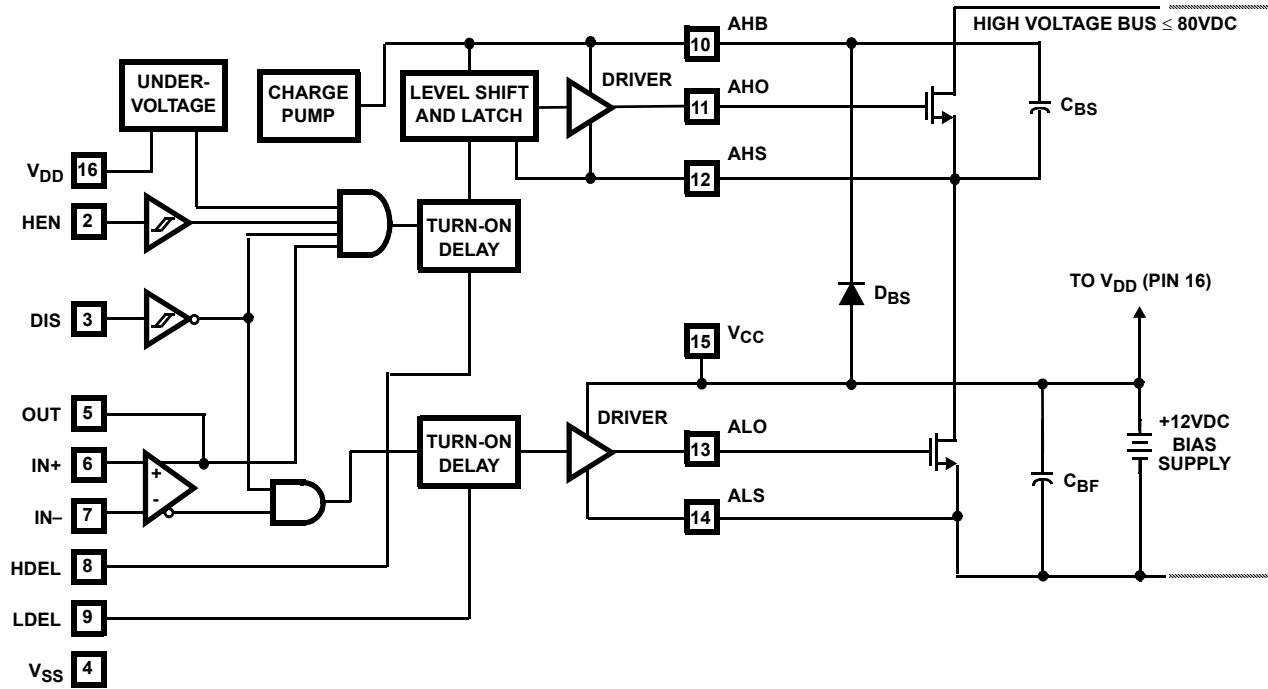 AHB
HIGH VOLTAGE BUS ≤ 80VDC
10
UNDER-
VOLTAGE
CHARGE
PUMP
LEVEL SHIFT
AND LATCH
DRIVER
AHO
11
CBS
AHS
12
VDD 16
HEN 2
TURN-ON
DELAY
DIS 3
DBS
TO VDD (PIN 16)
VCC
15
OUT 5
IN+ 6
+
-
IN– 7
TURN-ON
DELAY
DRIVER
ALO
13
+12VDC
BIAS
SUPPLY
CBF
ALS
14
HDEL 8
LDEL 9
VSS 4